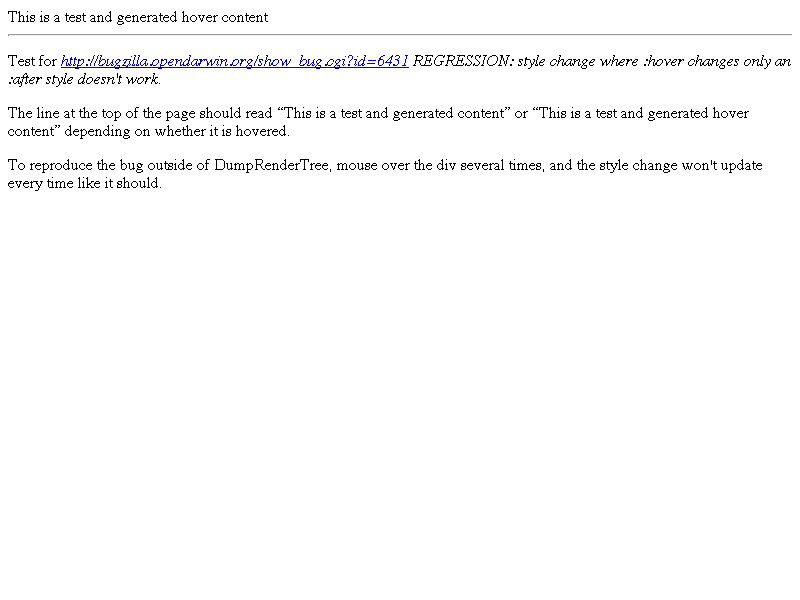 This is a test and generated hover content
Test for http://bugzilla.opendarwin.org/show_bug.cgi?id=6431 REGRESSION: style change where :hover changes only an
:after style doesn't work.
The line at the top of the page should read “This is a test and generated content” or “This is a test and generated hover
content” depending on whether it is hovered.
To reproduce the bug outside of DumpRenderTree, mouse over the div several times, and the style change won't update
every time like it should.